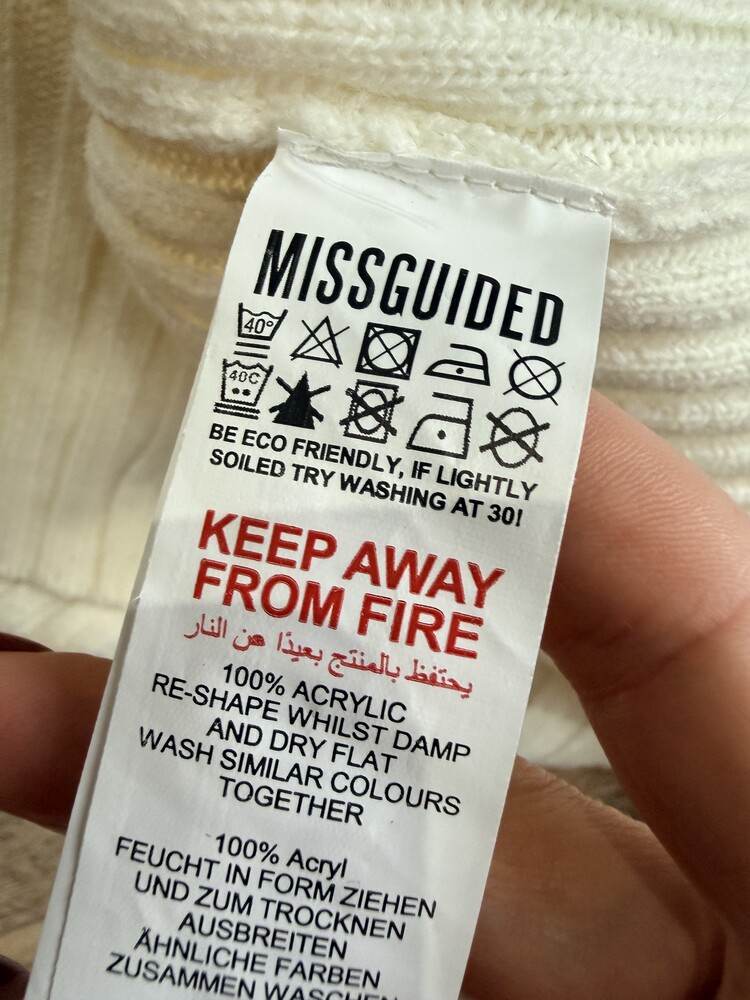 MISSGUIDED
40°
40C
BE ECO FRIENDLY, IF LIGHTLY
SOILED TRY WASHING AT 30!
KEEP AWAY
FROM FIRE
يحتفظ بالمنتج بعيدًا عن النار
100% ACRYLIC
RE-SHAPE WHILST DAMP
AND DRY FLAT
WASH SIMILAR COLOURS
TOGETHER
100% Acryl
FEUCHT IN FORM ZIEHEN
UND ZUM TROCKNEN
AUSBREITEN
ÄHNLICHE FARBEN
ZUSAMMEN WASCHEN